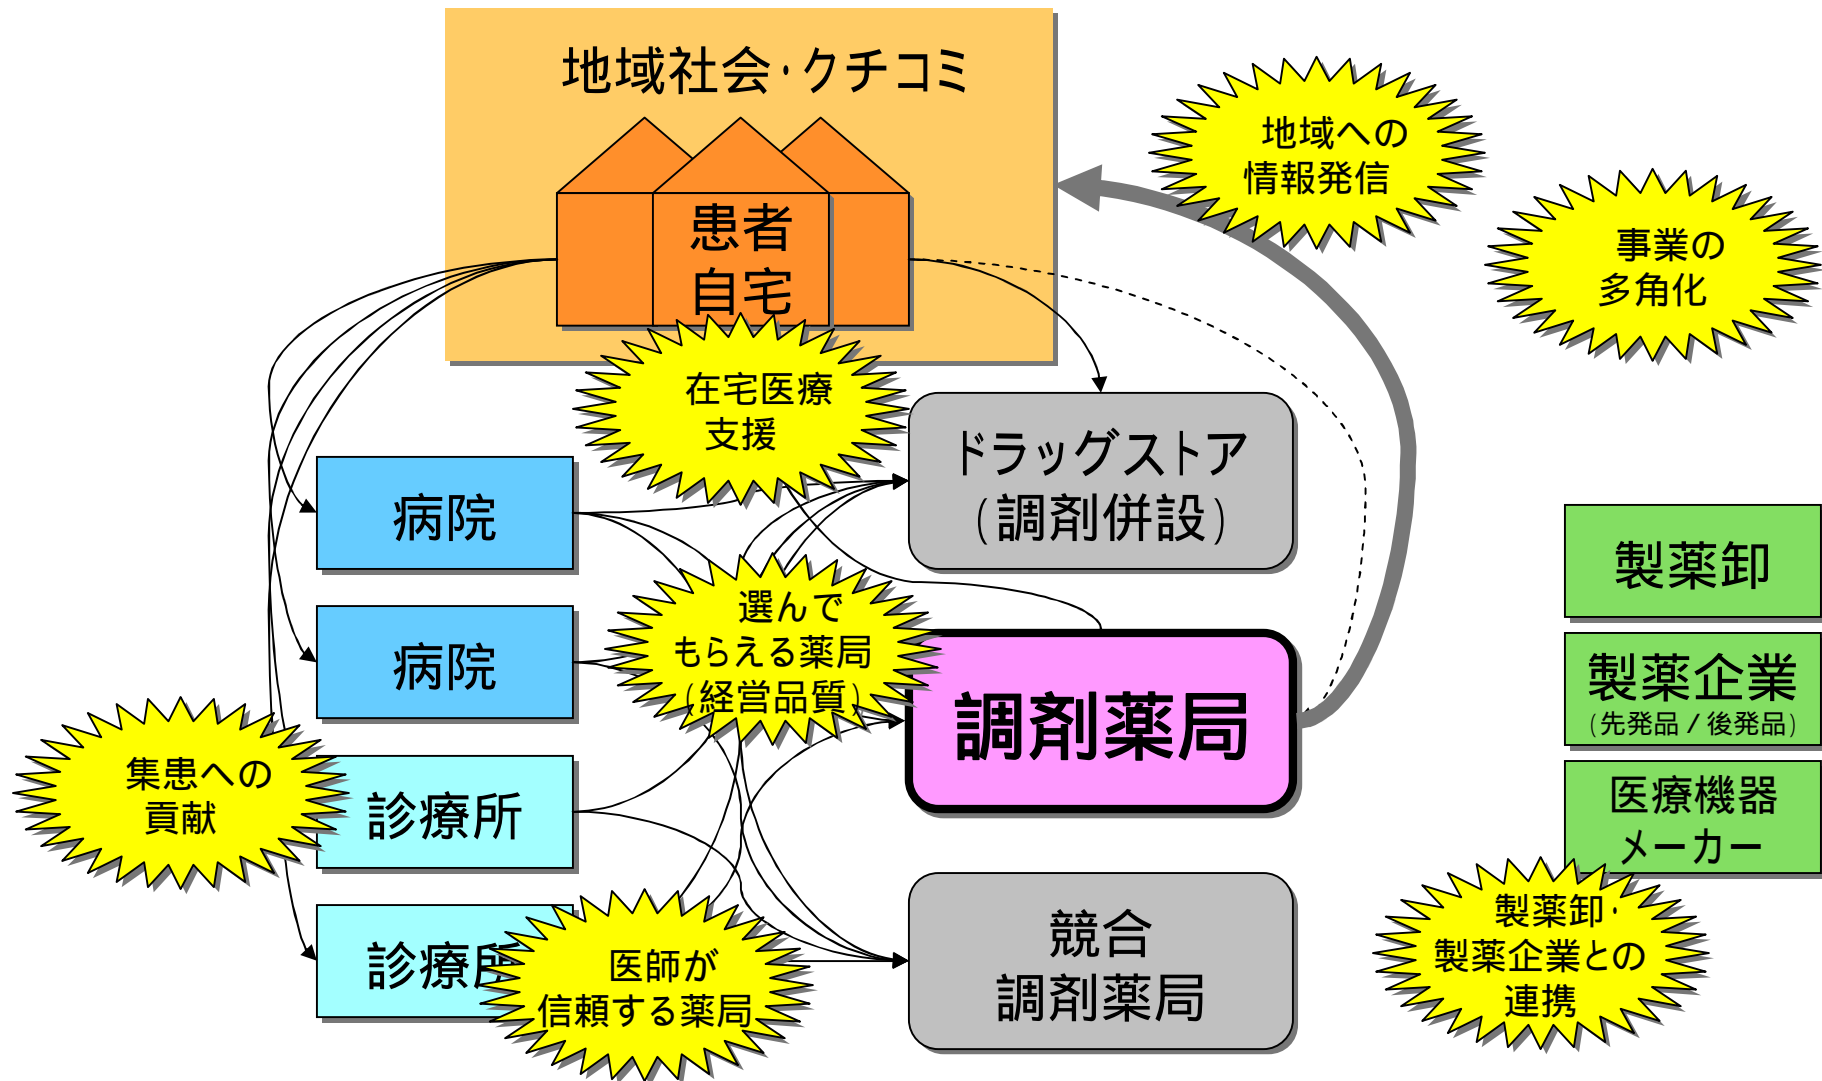 地域社会・クチコミ
患者
自宅
地域への
情報発信
事業の
多角化
在宅医療
支援
ドラッグストア
(調剤併設)
病院
病院
選んで
もらえる薬局
(経営品質)
調剤薬局
製薬卸
製薬企業
(先発品/後発品)
医療機器
メーカー
集患への
貢献
診療所
診療所
医師が
信頼する薬局
競合
調剤薬局
製薬卸・
製薬企業との
連携